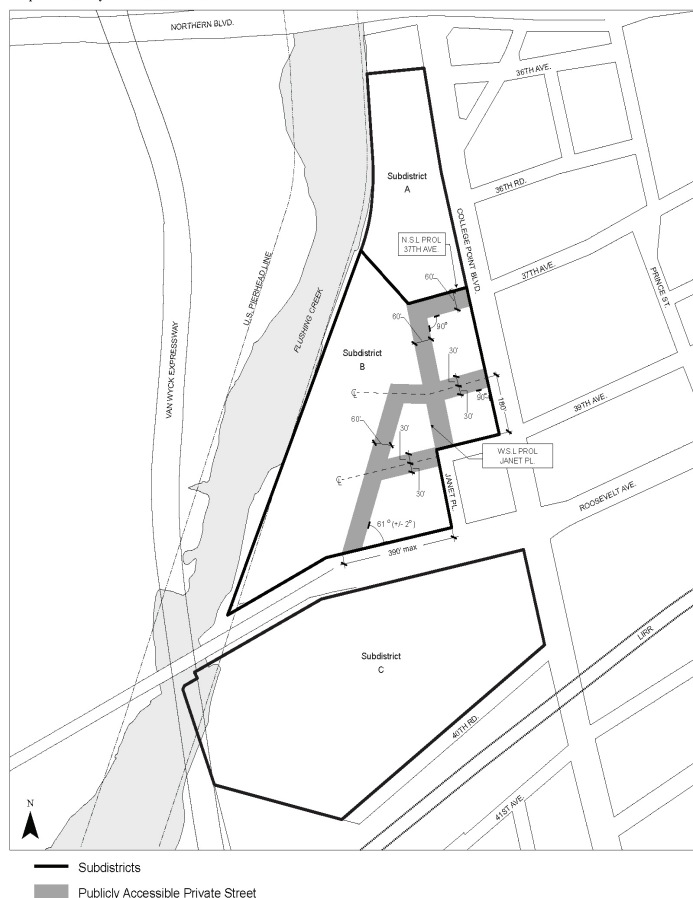 NORTHERN BLVD.
36TH AVE.
Subdistrict
A
36TH RD.
COLLEGE POINT BLVD
N.S.L PROL
37TH AVE.
37TH AVE.
PRINCE ST.
U.S. PIERHEAD LINE
FLUSHING CREEK
VAN WYCK EXPRESSWAY
60'
60'
90°
Subdistrict
B
30'
30'
90°
180'
39TH AVE.
60'
30'
30'
W.S.L PROL
JANET PL.
JANET PL.
ROOSEVELT AVE.
61° (+/- 2°)
390' max
Subdistrict
C
LIRR
40TH RD.
41ST AVE.
N
Subdistricts
Publicly Accessible Private Street